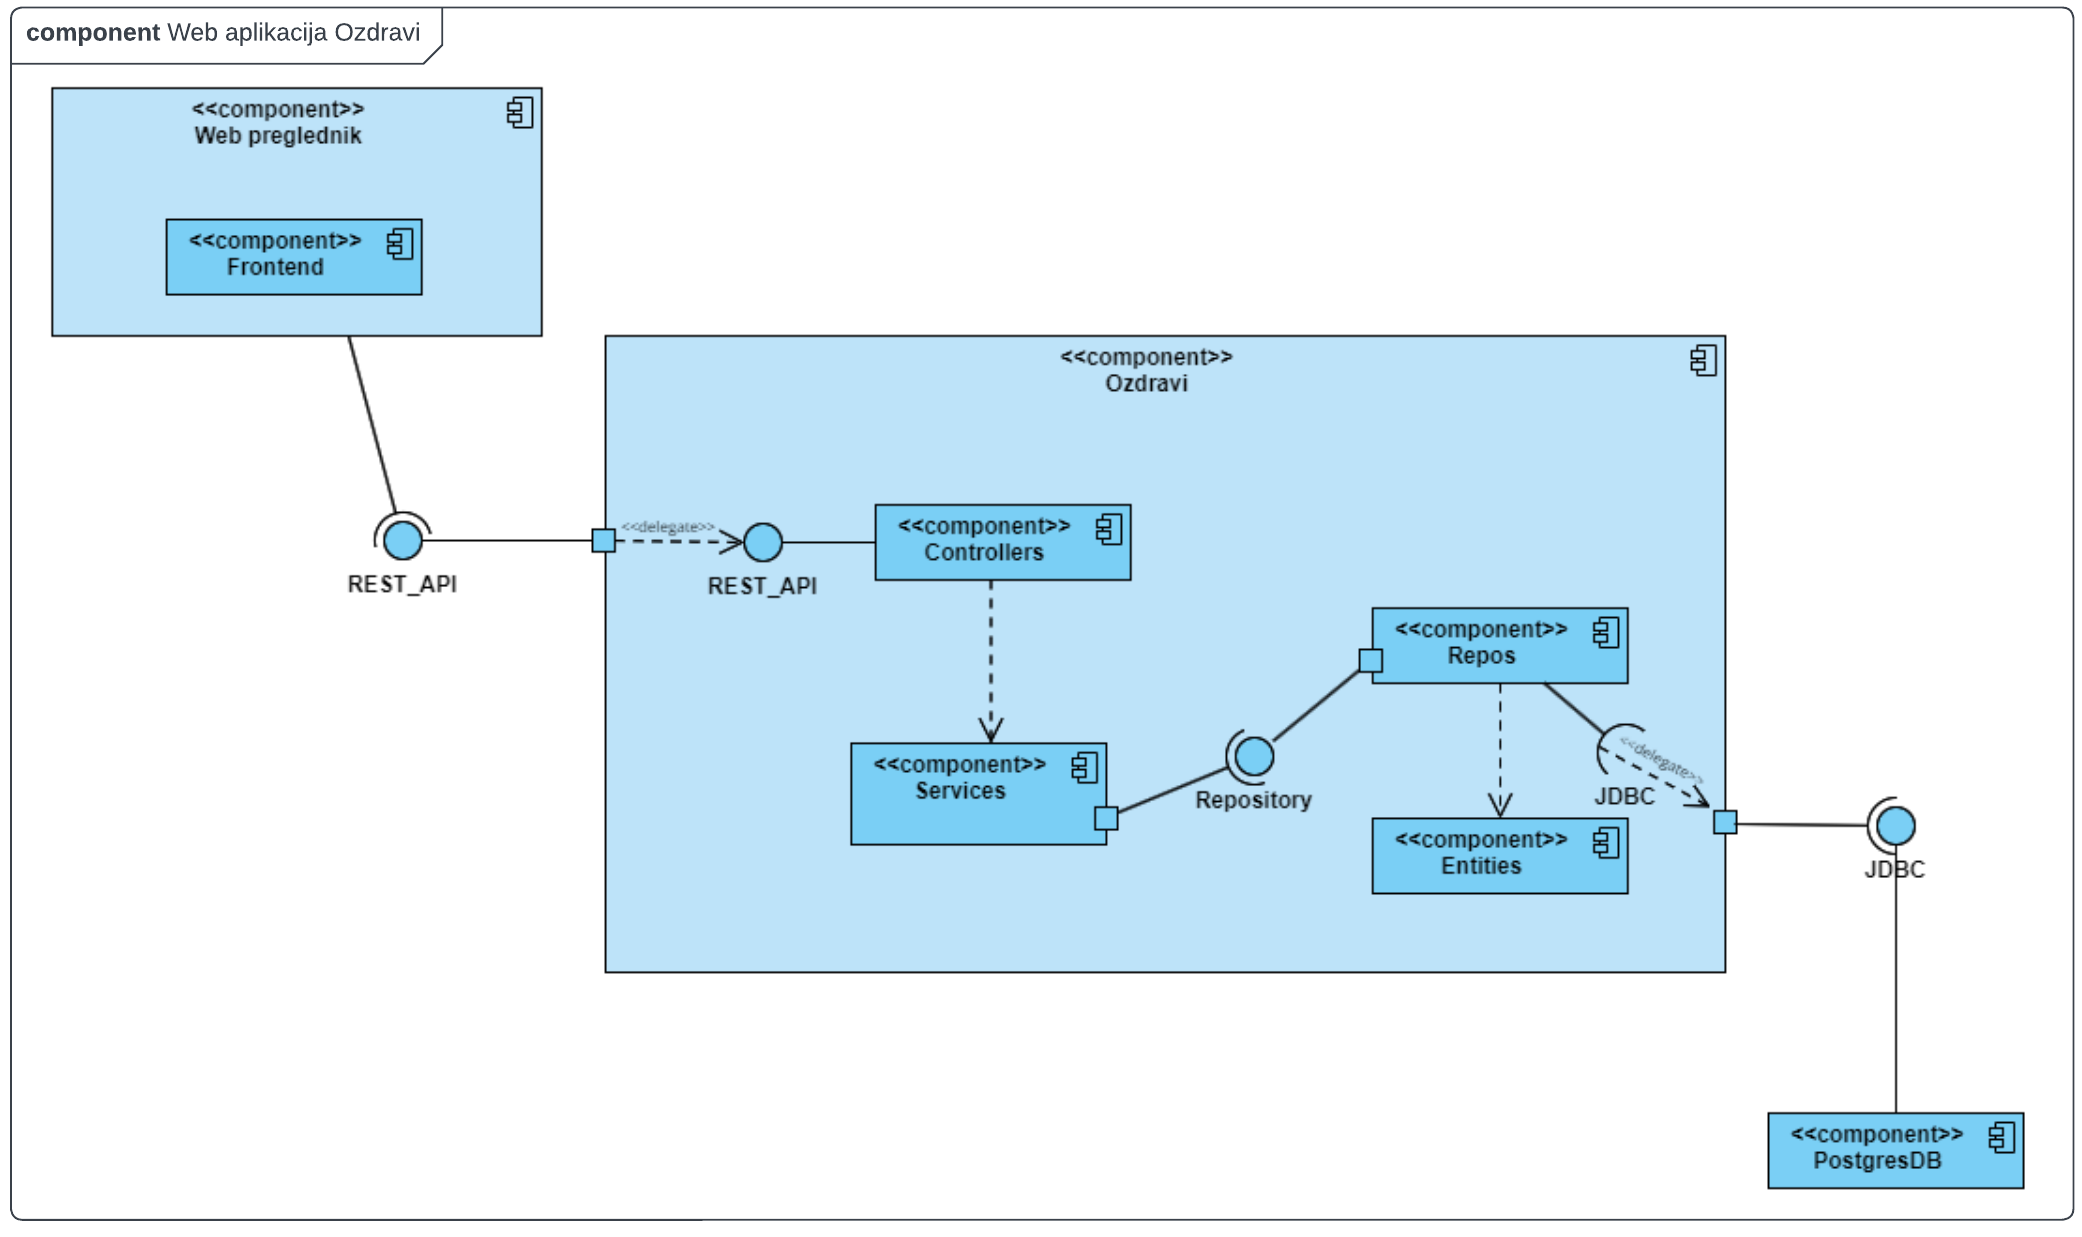 component Web aplikacija Ozdravi
<<component>>
Web preglednik
<<component>>
Frontend
<<component>>
Ozdravi
REST_API
<<delegate>>
REST_API
<<component>>
Controllers
<<component>>
Services
Repository
<<component>>
Repos
<<delegate>>
JDBC
<<component>>
Entities
JDBC
<<component>>
PostgresDB